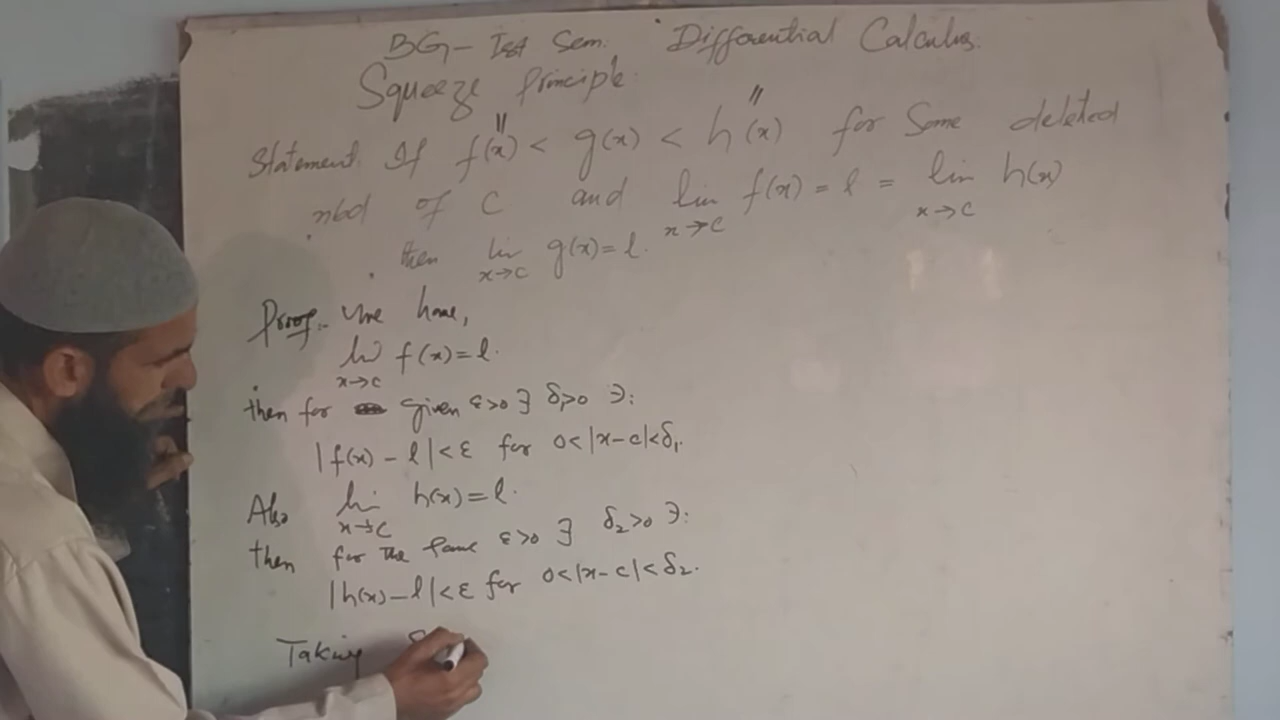 BG - Ist Sem. Differential Calculus.
Squeeze Principle.
Statement. If f(x) < g(x) < h(x) for Some deleted
nbd of c and lim x→c f(x) = l = lim x→c h(x)
then lim x→c g(x) = l.
Proof:- We have,
lim x→c f(x) = l.
then for given ε>0 ∃ δ₁>0 ∋:
|f(x) - l| < ε for 0<|x-c|<δ₁.
Also lim x→c h(x) = l.
then for the same ε>0 ∃ δ₂>0 ∋:
|h(x) - l| < ε for 0<|x-c|<δ₂.
Taking